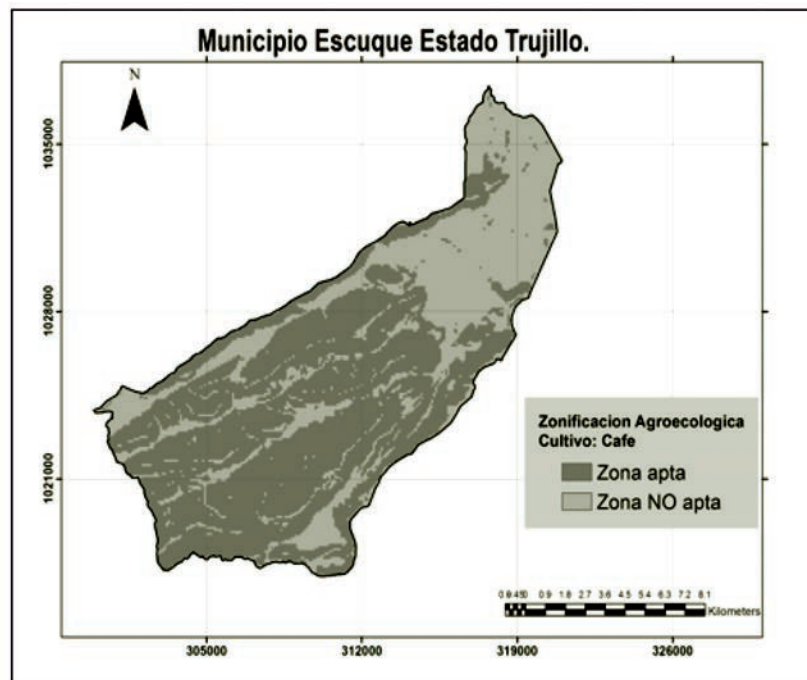 Municipio Escuque Estado Trujillo.
N
1035000
1028000
1021000
Zonificacion Agroecologica
Cultivo: Cafe
Zona apta
Zona NO apta
0.9 1.8 2.7 3.6 4.5 5.4 6.3 7.2 8.1
Kilometers
305000 312000 319000 326000